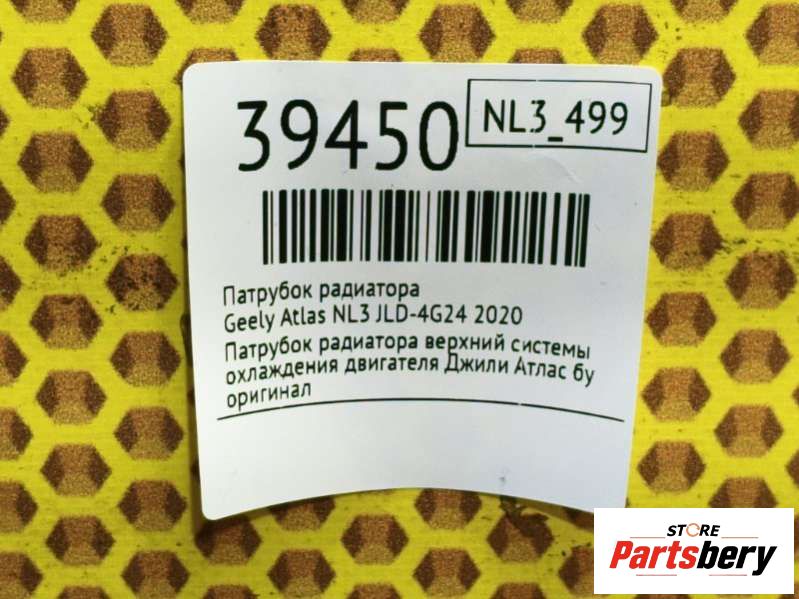 39450
NL3_499
Патрубок радиатора
Geely Atlas NL3 JLD-4G24 2020
Патрубок радиатора верхний системы
охлаждения двигателя Джили Атлас бу
оригинал
STORE
Partsbery